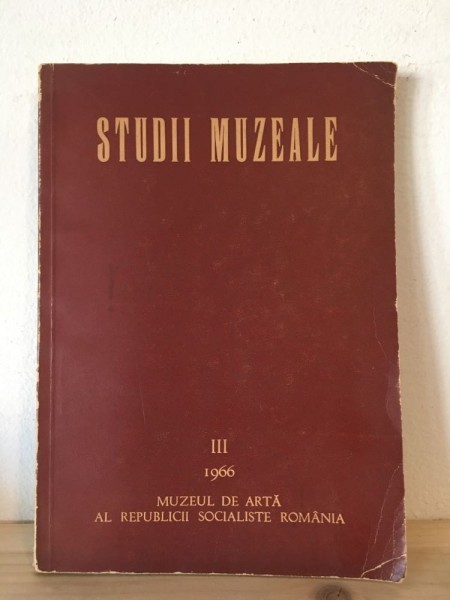 STUDII MUZEALE
III
1966
MUZEUL DE ARTĂ
AL REPUBLICII SOCIALISTE ROMÂNIA